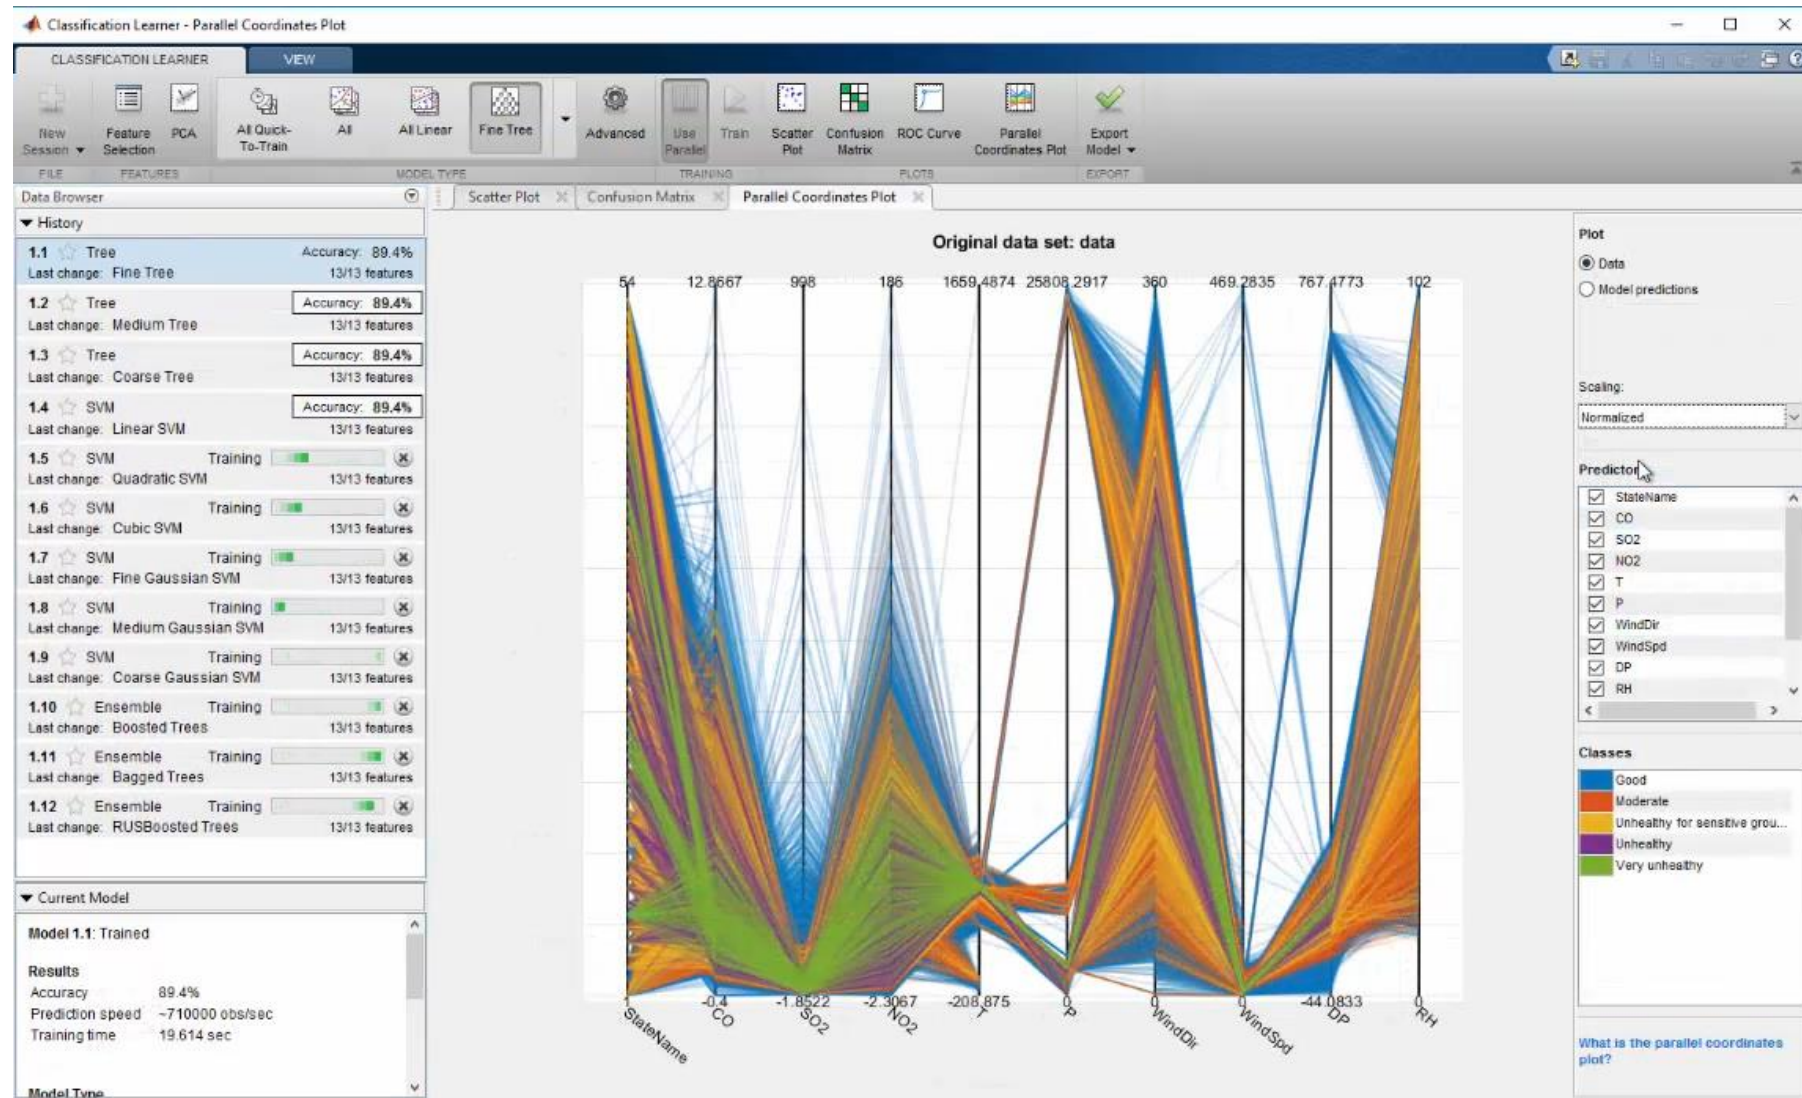 Classification Learner - Parallel Coordinates Plot
CLASSIFICATION LEARNER VIEW
New Session
Feature Selection
PCA
All Quick-To-Train
All
All Linear
Fine Tree
Advanced
Use Parallel
Train
Scatter Plot
Confusion Matrix
ROC Curve
Parallel Coordinates Plot
Export Model
FILE FEATURES MODEL TYPE TRAINING PLOTS EXPORT
Data Browser
History
1.1 Tree Accuracy: 89.4%
Last change: Fine Tree 13/13 features
1.2 Tree Accuracy: 89.4%
Last change: Medium Tree 13/13 features
1.3 Tree Accuracy: 89.4%
Last change: Coarse Tree 13/13 features
1.4 SVM Accuracy: 89.4%
Last change: Linear SVM 13/13 features
1.5 SVM Training
Last change: Quadratic SVM 13/13 features
1.6 SVM Training
Last change: Cubic SVM 13/13 features
1.7 SVM Training
Last change: Fine Gaussian SVM 13/13 features
1.8 SVM Training
Last change: Medium Gaussian SVM 13/13 features
1.9 SVM Training
Last change: Coarse Gaussian SVM 13/13 features
1.10 Ensemble Training
Last change: Boosted Trees 13/13 features
1.11 Ensemble Training
Last change: Bagged Trees 13/13 features
1.12 Ensemble Training
Last change: RUSBoosted Trees 13/13 features
Current Model
Model 1.1: Trained
Results
Accuracy 89.4%
Prediction speed ~710000 obs/sec
Training time 19.614 sec
Model Type
Scatter Plot Confusion Matrix Parallel Coordinates Plot
Original data set: data
54 12.8667 998 186 1659.4874 25808.2917 360 469.2835 767.4773 102
1 -0.4 -1.8522 -2.3067 -208.875 0 0 0 -44.0833 0
StateName CO SO2 NO2 T P WindDir WindSpd DP RH
Plot
Data
Model predictions
Scaling:
Normalized
Predictor
StateName
CO
SO2
NO2
T
P
WindDir
WindSpd
DP
RH
Classes
Good
Moderate
Unhealthy for sensitive grou...
Unhealthy
Very unhealthy
What is the parallel coordinates
plot?